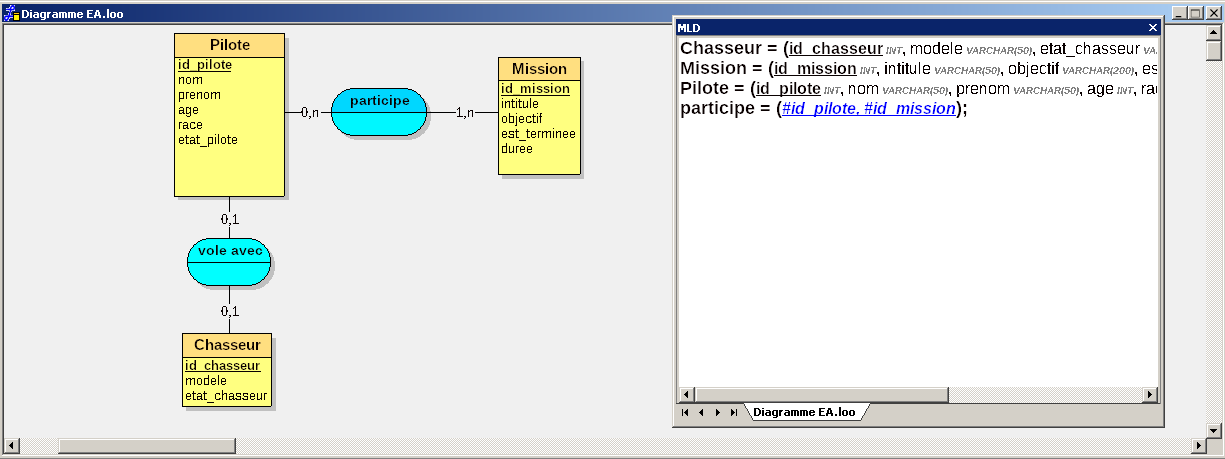 Diagramme EA.loo
Pilote
id_pilote
nom
prenom
age
race
etat_pilote
0,n
participe
1,n
Mission
id_mission
intitule
objectif
est_terminee
duree
0,1
vole avec
0,1
Chasseur
id_chasseur
modele
etat_chasseur
MLD
Chasseur = (id_chasseur INT, modele VARCHAR(50), etat_chasseur VA
Mission = (id_mission INT, intitule VARCHAR(50), objectif VARCHAR(200), es
Pilote = (id_pilote INT, nom VARCHAR(50), prenom VARCHAR(50), age INT, ra
participe = (#id_pilote, #id_mission);
Diagramme EA.loo